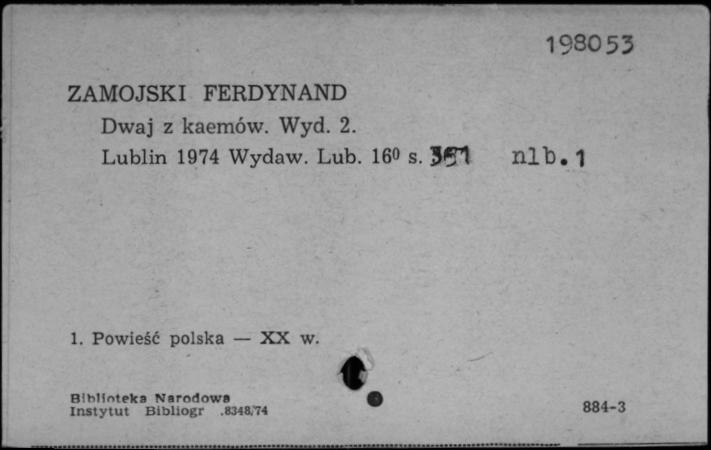 198053
ZAMOJSKI FERDYNAND
Dwaj z kaemów. Wyd. 2.
Lublin 1974 Wydaw. Lub. 16⁰ s. 351 nlb. 1
1. Powieść polska — XX w.
Biblioteka Narodowa
Instytut Bibliogr .8348/74
884-3